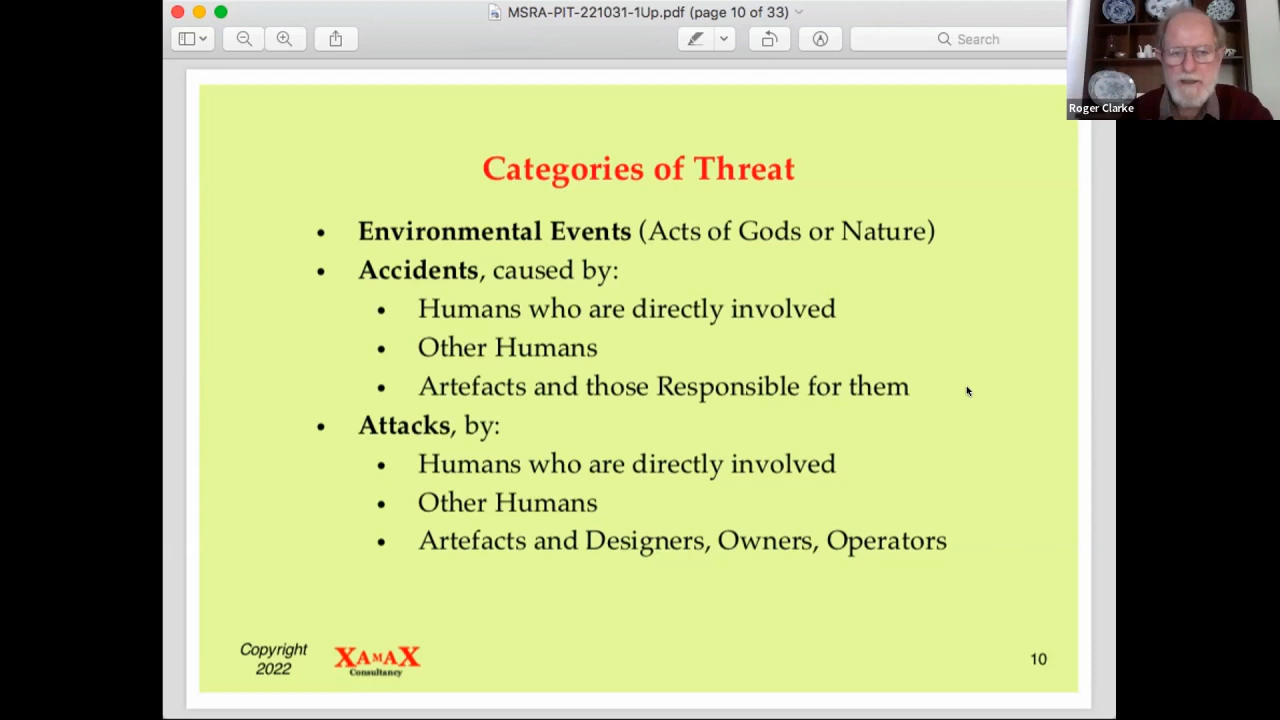 MSRA-PIT-221031-1Up.pdf (page 10 of 33)
Search
Roger Clarke
Categories of Threat
• Environmental Events (Acts of Gods or Nature)
• Accidents, caused by:
• Humans who are directly involved
• Other Humans
• Artefacts and those Responsible for them
• Attacks, by:
• Humans who are directly involved
• Other Humans
• Artefacts and Designers, Owners, Operators
Copyright
2022
XAMAX
Consultancy
10